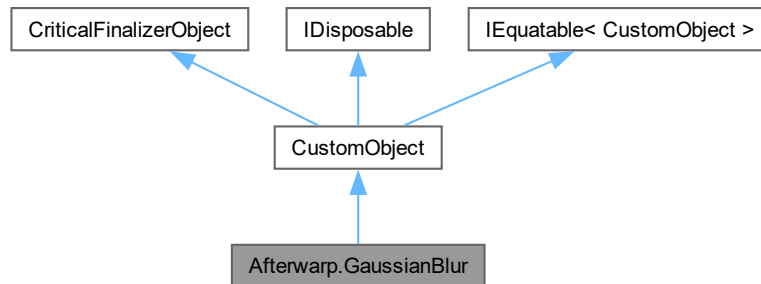 CriticalFinalizerObject
IDisposable
IEquatable< CustomObject >
CustomObject
Afterwarp.GaussianBlur